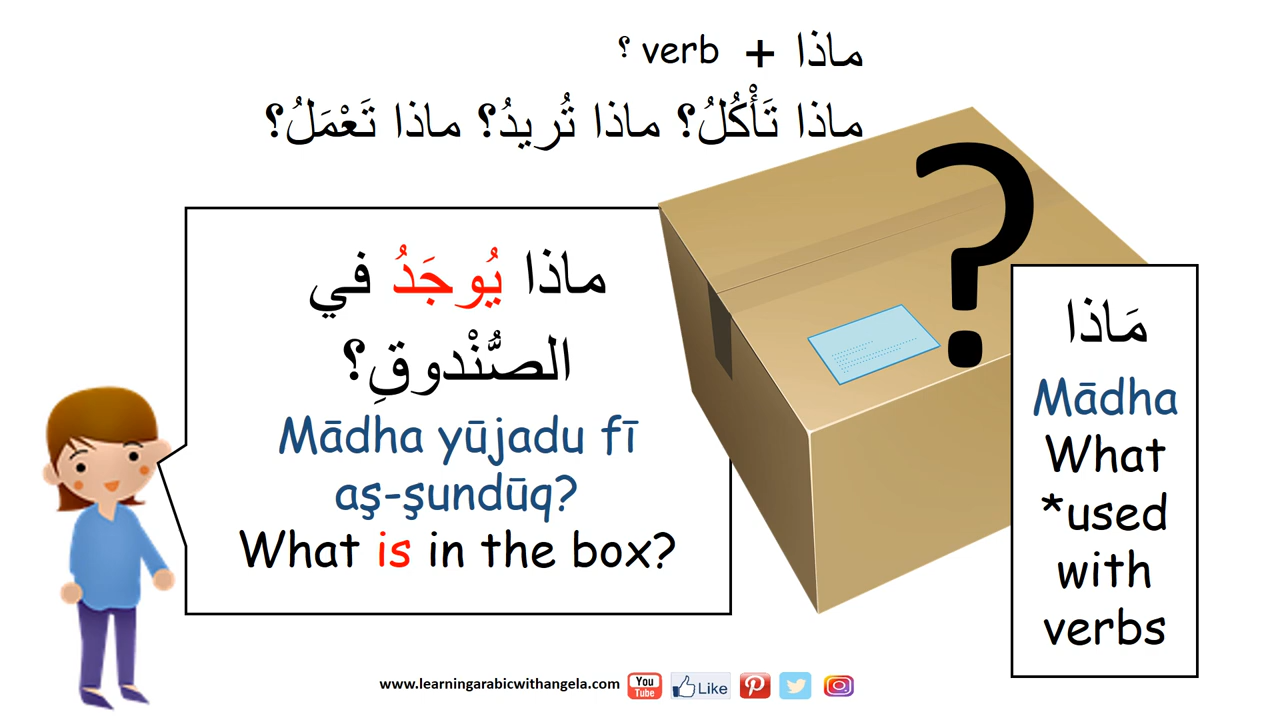 ماذا + verb ؟
ماذا تَأْكُلُ؟ ماذا تُريدُ؟ ماذا تَعْمَلُ؟
ماذا يُوجَدُ في
الصُّنْدوقِ؟
Mādha yūjadu fī
aş-şundūq?
What is in the box?
?
مَاذا
Mādha
What
*used
with
verbs
www.learningarabicwithangela.com You Tube Like